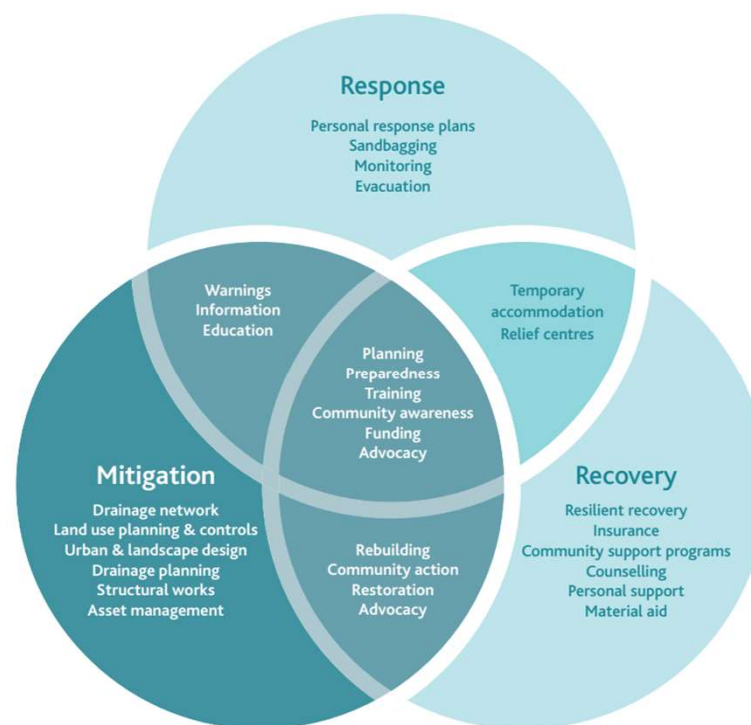 Response
Personal response plans
Sandbagging
Monitoring
Evacuation
Warnings
Information
Education
Temporary
accommodation
Relief centres
Planning
Preparedness
Training
Community awareness
Funding
Advocacy
Mitigation
Drainage network
Land use planning & controls
Urban & landscape design
Drainage planning
Structural works
Asset management
Rebuilding
Community action
Restoration
Advocacy
Recovery
Resilient recovery
Insurance
Community support programs
Counselling
Personal support
Material aid